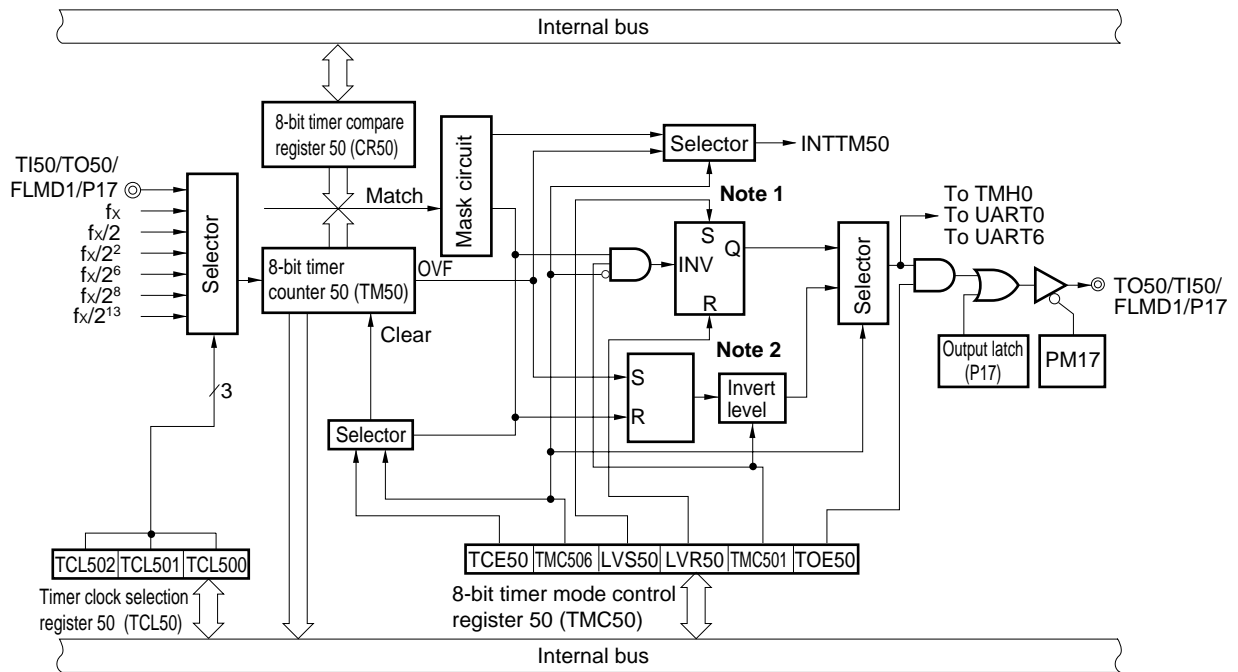 Internal bus
8-bit timer compare
register 50 (CR50)
TI50/TO50/
FLMD1/P17
fX
fX/2
fX/2²
fX/2⁶
fX/2⁸
fX/2¹³
Selector
Match
Mask circuit
Selector
INTTM50
Note 1
8-bit timer
counter 50 (TM50)
OVF
Clear
S
Q
INV
R
Selector
To TMH0
To UART0
To UART6
TO50/TI50/
FLMD1/P17
Output latch
(P17)
PM17
Note 2
S
R
Invert
level
3
Selector
TCL502 TCL501 TCL500
Timer clock selection
register 50 (TCL50)
TCE50 TMC506 LVS50 LVR50 TMC501 TOE50
8-bit timer mode control
register 50 (TMC50)
Internal bus